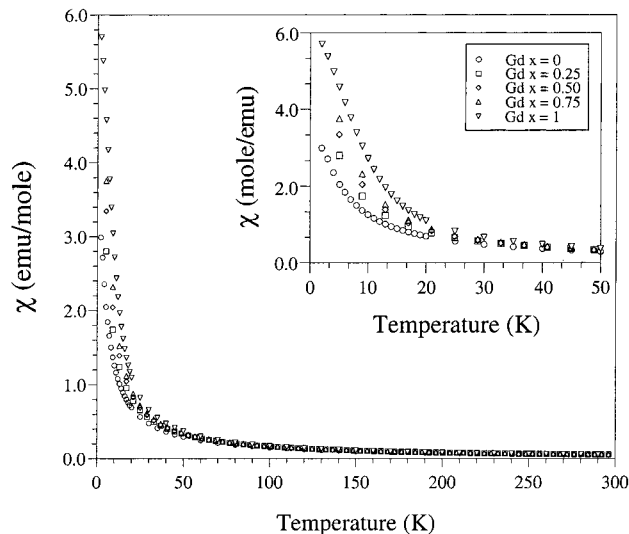 6.0
5.0
4.0
3.0
2.0
1.0
0.0
χ (emu/mole)
0
50
100
150
200
250
300
Temperature (K)
6.0
4.0
2.0
0.0
χ (mole/emu)
0
10
20
30
40
50
Temperature (K)
Gd x = 0
Gd x = 0.25
Gd x = 0.50
Gd x = 0.75
Gd x = 1